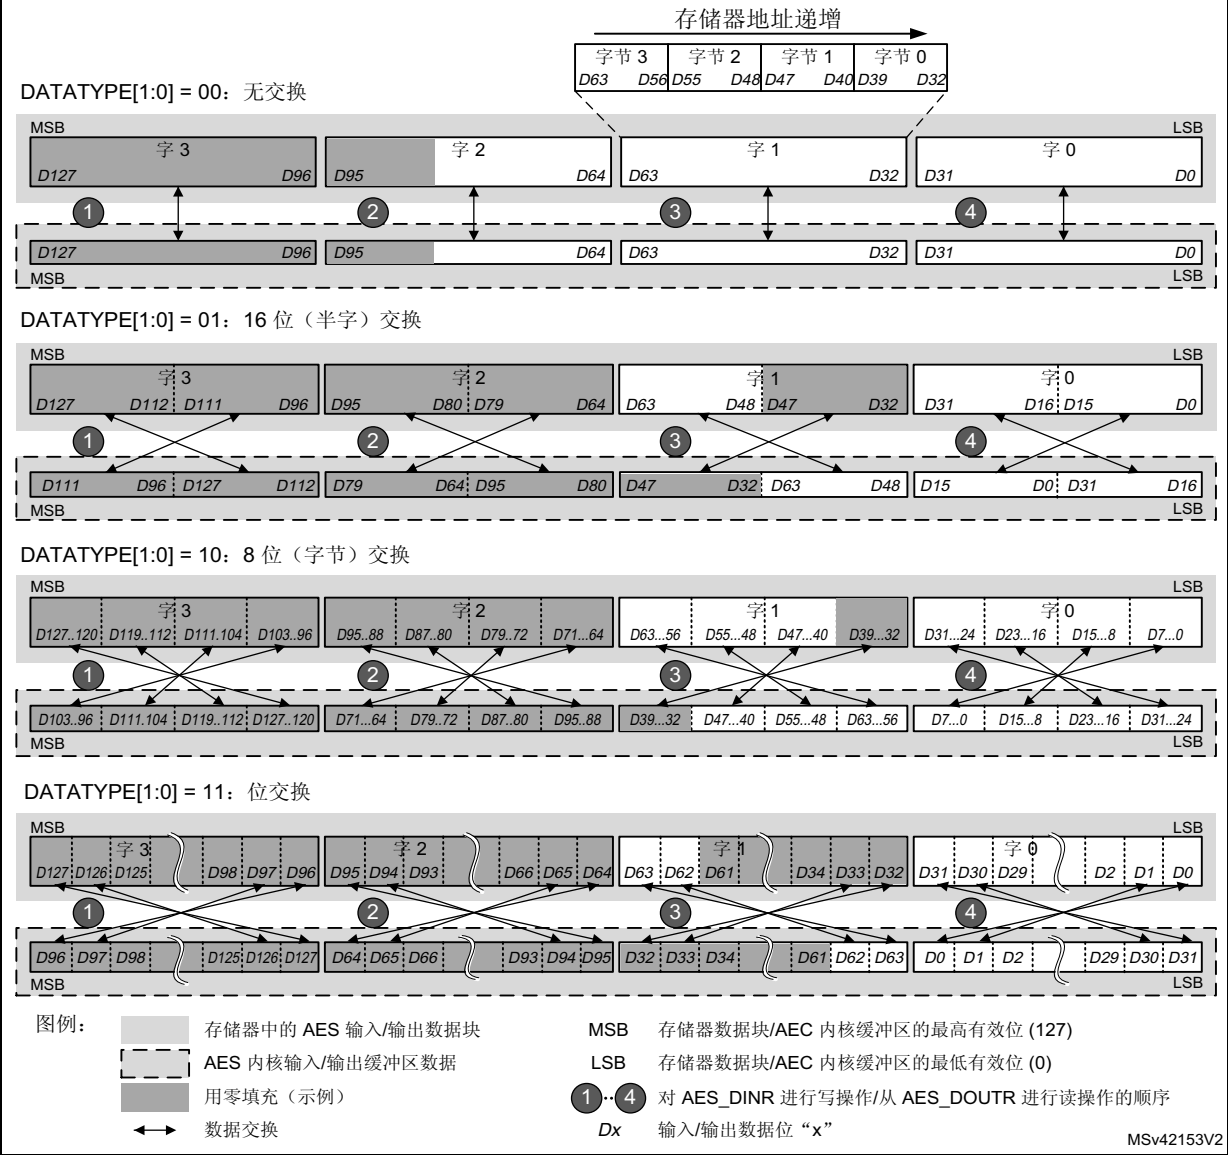 存储器地址递增
字节 3 字节 2 字节 1 字节 0
D63 D56 D55 D48 D47 D40 D39 D32
DATATYPE[1:0] = 00：无交换
MSB LSB
字 3 字 2 字 1 字 0
D127 D96 D95 D64 D63 D32 D31 D0
1 2 3 4
D127 D96 D95 D64 D63 D32 D31 D0
MSB LSB
DATATYPE[1:0] = 01：16 位（半字）交换
MSB LSB
字 3 字 2 字 1 字 0
D127 D112 D111 D96 D95 D80 D79 D64 D63 D48 D47 D32 D31 D16 D15 D0
1 2 3 4
D111 D96 D127 D112 D79 D64 D95 D80 D47 D32 D63 D48 D15 D0 D31 D16
MSB LSB
DATATYPE[1:0] = 10：8 位（字节）交换
MSB LSB
字 3 字 2 字 1 字 0
D127..120 D119..112 D111.104 D103..96 D95..88 D87..80 D79..72 D71...64 D63...56 D55...48 D47...40 D39...32 D31...24 D23...16 D15...8 D7...0
1 2 3 4
D103..96 D111.104 D119..112 D127..120 D71...64 D79..72 D87..80 D95..88 D39...32 D47...40 D55...48 D63...56 D7...0 D15...8 D23...16 D31...24
MSB LSB
DATATYPE[1:0] = 11：位交换
MSB LSB
字 3 字 2 字 1 字 0
D127 D126 D125 D98 D97 D96 D95 D94 D93 D66 D65 D64 D63 D62 D61 D34 D33 D32 D31 D30 D29 D2 D1 D0
1 2 3 4
D96 D97 D98 D125 D126 D127 D64 D65 D66 D93 D94 D95 D32 D33 D34 D61 D62 D63 D0 D1 D2 D29 D30 D31
MSB LSB
图例：
存储器中的 AES 输入/输出数据块
AES 内核输入/输出缓冲区数据
用零填充（示例）
数据交换
MSB 存储器数据块/AEC 内核缓冲区的最高有效位 (127)
LSB 存储器数据块/AEC 内核缓冲区的最低有效位 (0)
1··4 对 AES_DINR 进行写操作/从 AES_DOUTR 进行读操作的顺序
Dx 输入/输出数据位“x”
MSv42153V2